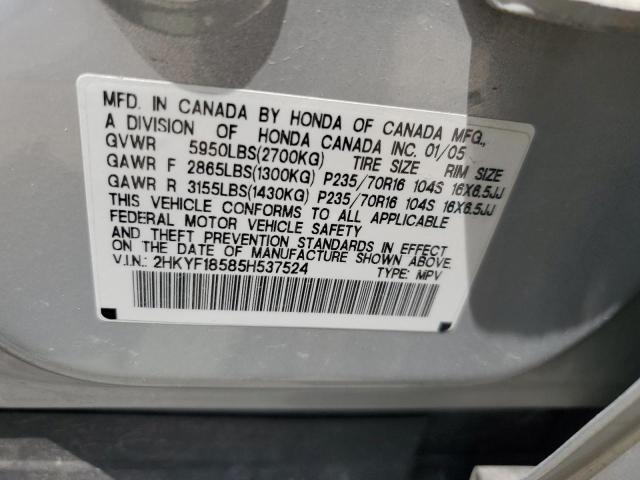 MFD. IN CANADA BY HONDA OF CANADA MFG.,
A DIVISION OF HONDA CANADA INC. 01/05
GVWR 5950LBS(2700KG) TIRE SIZE RIM SIZE
GAWR F 2865LBS(1300KG) P235/70R16 104S 16X6.5JJ
GAWR R 3155LBS(1430KG) P235/70R16 104S 16X6.5JJ
THIS VEHICLE CONFORMS TO ALL APPLICABLE
FEDERAL MOTOR VEHICLE SAFETY
AND THEFT PREVENTION STANDARDS IN EFFECT
ON THE DATE OF MANUFACTURE SHOWN ABOVE.
V.I.N.: 2HKYF18585H537524 TYPE: MPV